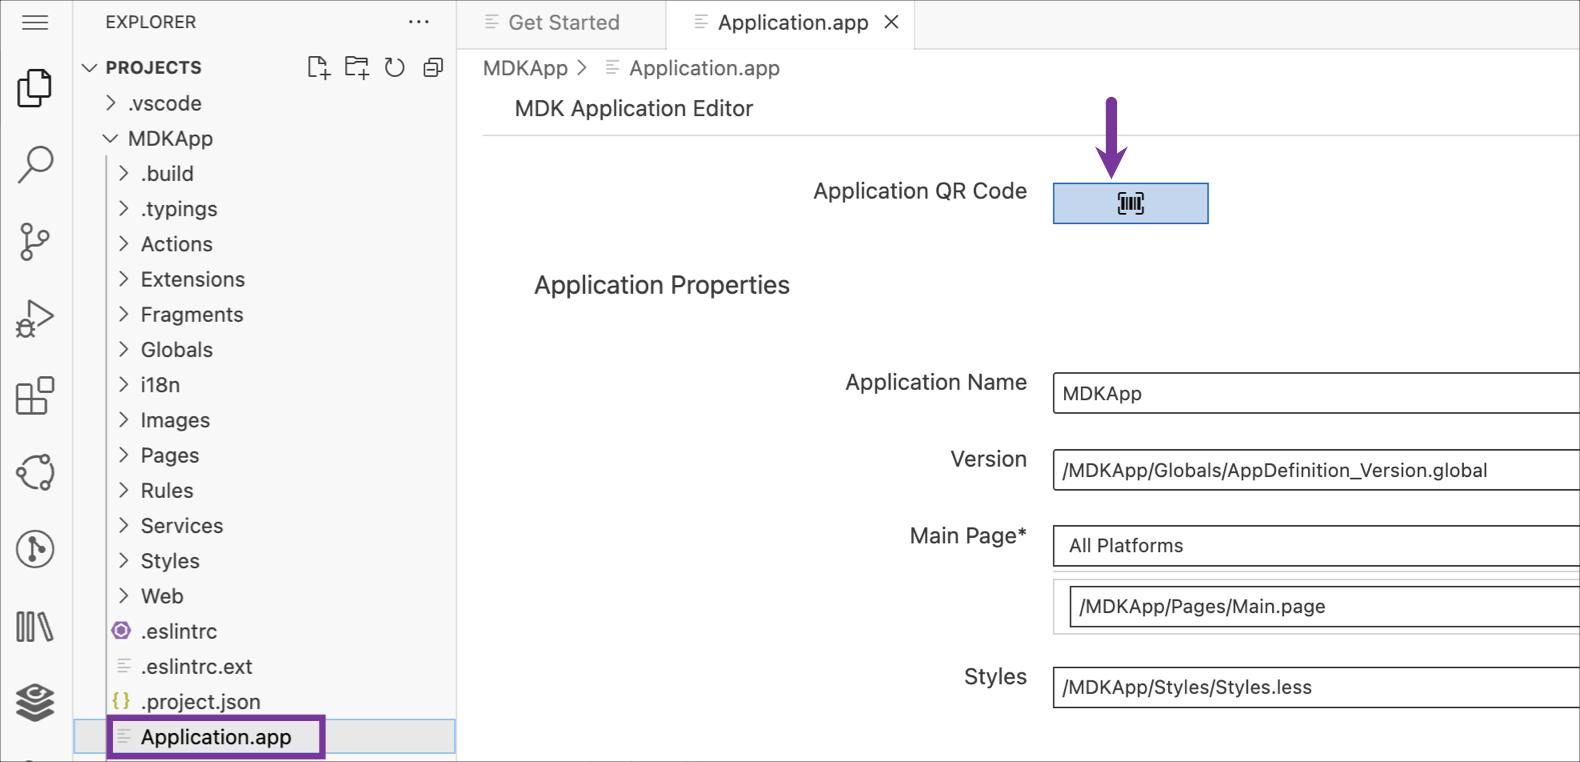 EXPLORER
PROJECTS
.vscode
MDKApp
.build
.typings
Actions
Extensions
Fragments
Globals
i18n
Images
Pages
Rules
Services
Styles
Web
.eslintrc
.eslintrc.ext
{} .project.json
Application.app
Get Started
Application.app
MDKApp > Application.app
MDK Application Editor
Application QR Code
Application Properties
Application Name
MDKApp
Version
/MDKApp/Globals/AppDefinition_Version.global
Main Page*
All Platforms
/MDKApp/Pages/Main.page
Styles
/MDKApp/Styles/Styles.less